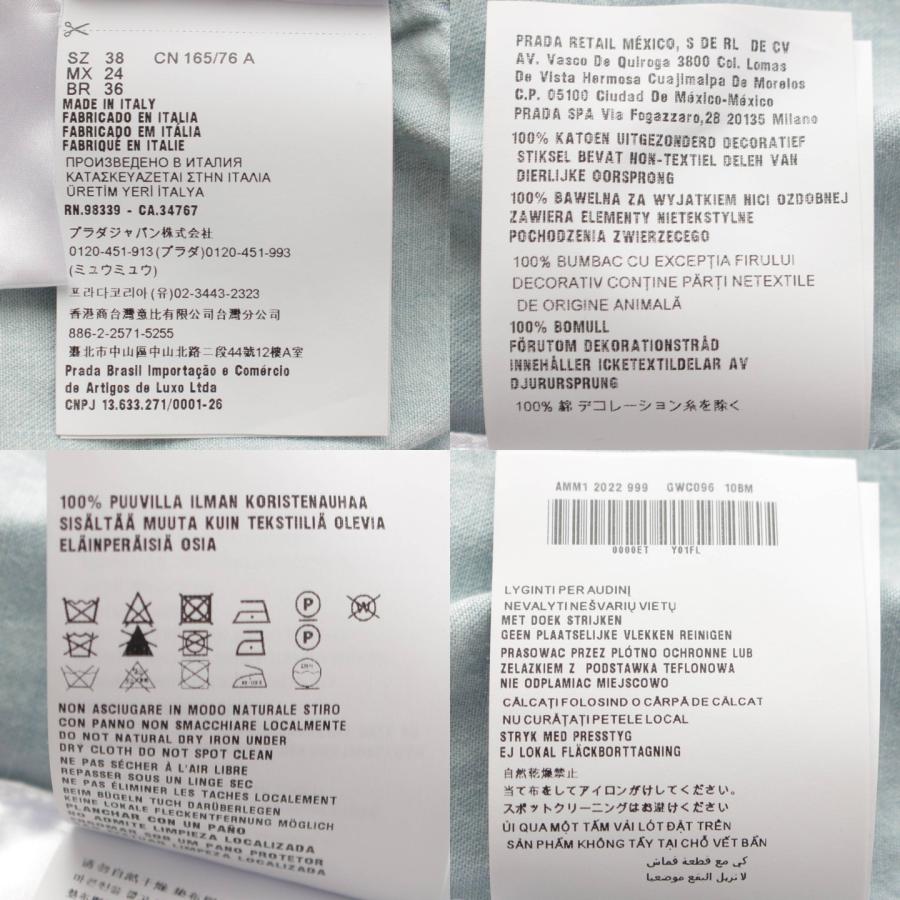 SZ 38 CN 165/76 A
MX 24
BR 36
MADE IN ITALY
FABRICADO EN ITALIA
FABRICADO EM ITÁLIA
FABRIQUÉ EN ITALIE
ПРОИЗВЕДЕНО В ИТАЛИЯ
ΚΑΤΑΣΚΕΥΑΖΕΤΑΙ ΣΤΗΝ ΙΤΑΛΙΑ
ÜRETİM YERİ İTALYA
RN.98339 - CA.34767
プラダジャパン株式会社
0120-451-913(プラダ)0120-451-993
(ミュウミュウ)
프라다코리아(유)02-3443-2323
香港商台灣意比有限公司台灣分公司
886-2-2571-5255
臺北市中山區中山北路二段44號12樓A室
Prada Brasil Importação e Comércio
de Artigos de Luxo Ltda
CNPJ 13.633.271/0001-26
PRADA RETAIL MÉXICO, S DE RL DE CV
AV. Vasco De Quiroga 3800 Col. Lomas
De Vista Hermosa Cuajimalpa De Morelos
C.P. 05100 Ciudad De México-México
PRADA SPA Via Fogazzaro,28 20135 Milano
100% KATOEN UITGEZONDERD DECORATIEF
STIKSEL BEVAT NON-TEXTIEL DELEN VAN
DIERLIJKE OORSPRONG
100% BAWELNA ZA WYJATKIEM NICI OZDOBNEJ
ZAWIERA ELEMENTY NIETEKSTYLNE
POCHODZENIA ZWIERZECEGO
100% BUMBAC CU EXCEPȚIA FIRULUI
DECORATIV CONȚINE PĂRȚI NETEXTILE
DE ORIGINE ANIMALĂ
100% BOMULL
FÖRUTOM DEKORATIONSTRÅD
INNEHÅLLER ICKETEXTILDELAR AV
DJURURSPRUNG
100% 綿 デコレーション糸を除く
100% PUUVILLA ILMAN KORISTENAUHAA
SISÄLTÄÄ MUUTA KUIN TEKSTIILIÄ OLEVIA
ELÄINPERÄISIÄ OSIA
P
W
P
NON ASCIUGARE IN MODO NATURALE STIRO
CON PANNO NON SMACCHIARE LOCALMENTE
DO NOT NATURAL DRY IRON UNDER
DRY CLOTH DO NOT SPOT CLEAN
NE PAS SÉCHER À L'AIR LIBRE
REPASSER SOUS UN LINGE SEC
NE PAS ÉLIMINER LES TACHES LOCALEMENT
BEIM BÜGELN TUCH DARÜBERLEGEN
KEINE LOKALE FLECKENTFERNUNG MÖGLICH
PLANCHAR CON UN PAÑO
NO ADMITE LIMPIEZA LOCALIZADA
SOB UM PANO PROTETOR
LIMPEZA LOCALIZADA
请勿自然干燥 垫布
AMM1 2022 999 GWC096 10BM
0000ET Y01FL
LYGINTI PER AUDINĮ
NEVALYTI NEŠVARIŲ VIETŲ
MET DOEK STRIJKEN
GEEN PLAATSELIJKE VLEKKEN REINIGEN
PRASOWAC PRZEZ PŁÓTNO OCHRONNE LUB
ZELAZKIEM Z PODSTAWKA TEFLONOWA
NIE ODPLAMIAC MIEJSCOWO
CĂLCAȚI FOLOSIND O CÂRPĂ DE CĂLCAT
NU CURĂȚAȚI PETELE LOCAL
STRYK MED PRESSTYG
EJ LOKAL FLÄCKBORTTAGNING
自然乾燥禁止
当て布をしてアイロンがけしてください。
スポットクリーニングはお避けください
ỦI QUA MỘT TẤM VẢI LÓT ĐẶT TRÊN
SẢN PHẨM KHÔNG TẨY TẠI CHỖ VẾT BẨN
كي مع قطعة قماش
لا تزيل البقع موضعيا